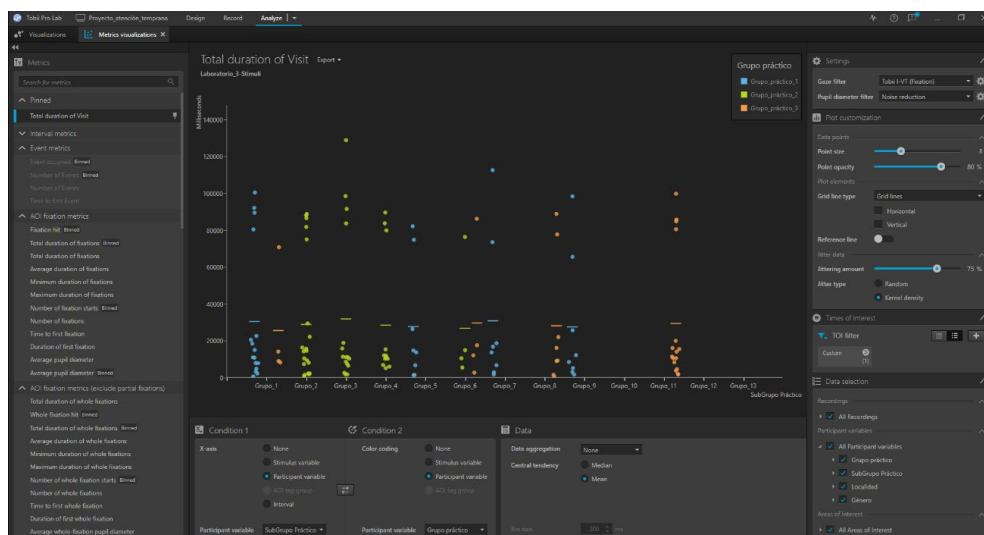 Tobii Pro Lab
Proyecto_atención_temprana
Design
Record
Analyze
Visualizations
Metrics visualizations
Metrics
Search for metrics
Pinned
Total duration of Visit
Interval metrics
Event metrics
Event occurred Binned
Number of Events Binned
Number of Events
Time to first Event
AOI fixation metrics
Fixation hit Binned
Total duration of fixations Binned
Total duration of fixations
Average duration of fixations
Minimum duration of fixations
Maximum duration of fixations
Number of fixation starts Binned
Number of fixations
Time to first fixation
Duration of first fixation
Average pupil diameter
Average pupil diameter Binned
AOI fixation metrics (exclude partial fixations)
Total duration of whole fixations
Whole fixation hit Binned
Total duration of whole fixations Binned
Average duration of whole fixations
Minimum duration of whole fixations
Maximum duration of whole fixations
Number of whole fixation starts Binned
Number of whole fixations
Time to first whole fixation
Duration of first whole fixation
Average whole-fixation pupil diameter
Total duration of Visit
Export
Laboratorio_3-Stimuli
Grupo práctico
Grupo_práctico_1
Grupo_práctico_2
Grupo_práctico_3
Milliseconds
140000
120000
100000
80000
60000
40000
20000
0
Grupo_1 Grupo_2 Grupo_3 Grupo_4 Grupo_5 Grupo_6 Grupo_7 Grupo_8 Grupo_9 Grupo_10 Grupo_11 Grupo_12 Grupo_13
SubGrupo Práctico
Condition 1
X-axis
None
Stimulus variable
Participant variable
AOI tag group
Interval
Participant variable SubGrupo Práctico
Condition 2
Color coding
None
Stimulus variable
Participant variable
AOI tag group
Participant variable Grupo práctico
Data
Data aggregation None
Central tendency
Median
Mean
Bin size 200 ms
Settings
Gaze filter Tobii I-VT (Fixation)
Pupil diameter filter Noise reduction
Plot customization
Data points
Point size 3
Point opacity 80 %
Plot elements
Grid line type Grid lines
Horizontal
Vertical
Reference line
Jitter data
Jittering amount 75 %
Jitter type
Random
Kernel density
Times of Interest
TOI filter
Custom
(1)
Data selection
Recordings
All Recordings
Participant variables
All Participant variables
Grupo práctico
SubGrupo Práctico
Localidad
Género
Areas of Interest
All Areas of Interest